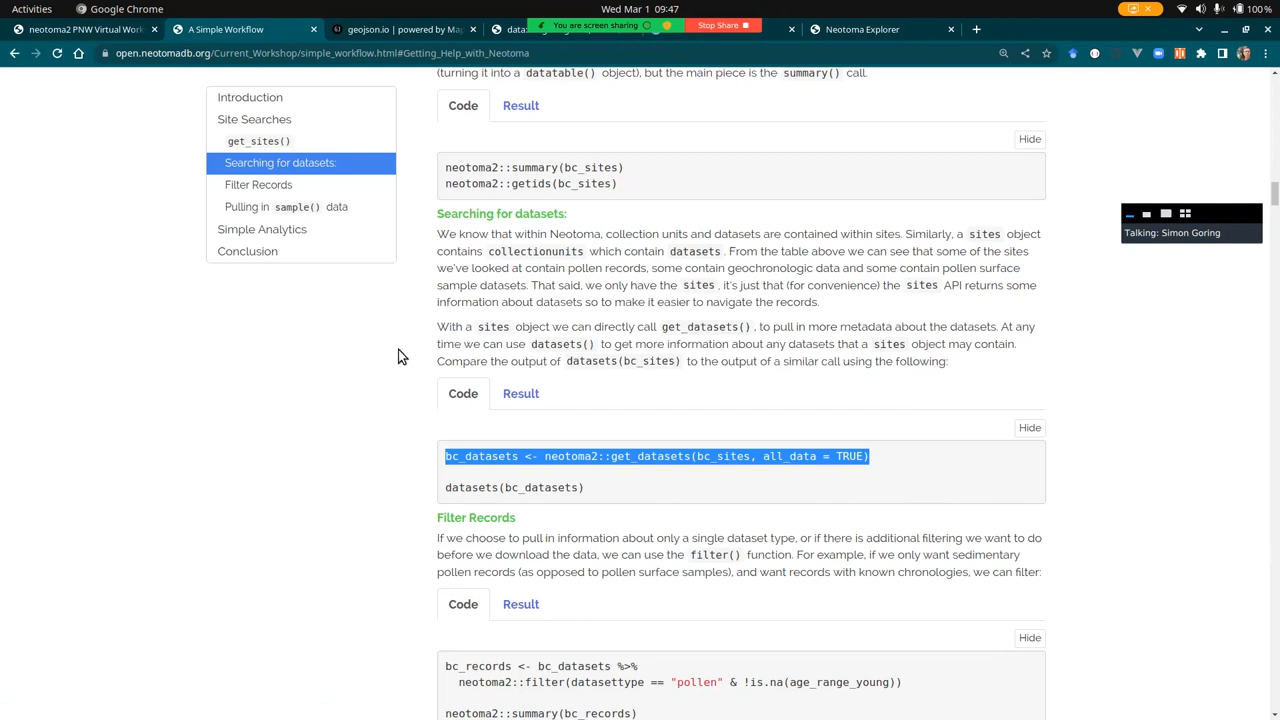 Activities
Google Chrome
Wed Mar 1 09:47
100 %
neotoma2 PNW Virtual Work
A Simple Workflow
geojson.io | powered by Ma
data:
You are screen sharing
Stop Share
Neotoma Explorer
open.neotomadb.org/Current_Workshop/simple_workflow.html#Getting_Help_with_Neotoma
Introduction
Site Searches
get_sites()
Searching for datasets:
Filter Records
Pulling in sample() data
Simple Analytics
Conclusion
(turning it into a datatable() object), but the main piece is the summary() call.
Code Result
Hide
neotoma2::summary(bc_sites)
neotoma2::getids(bc_sites)
Searching for datasets:
We know that within Neotoma, collection units and datasets are contained within sites. Similarly, a sites object
contains collectionunits which contain datasets. From the table above we can see that some of the sites
we've looked at contain pollen records, some contain geochronologic data and some contain pollen surface
sample datasets. That said, we only have the sites, it's just that (for convenience) the sites API returns some
information about datasets so to make it easier to navigate the records.
With a sites object we can directly call get_datasets(), to pull in more metadata about the datasets. At any
time we can use datasets() to get more information about any datasets that a sites object may contain.
Compare the output of datasets(bc_sites) to the output of a similar call using the following:
Code Result
Hide
bc_datasets <- neotoma2::get_datasets(bc_sites, all_data = TRUE)
datasets(bc_datasets)
Filter Records
If we choose to pull in information about only a single dataset type, or if there is additional filtering we want to do
before we download the data, we can use the filter() function. For example, if we only want sedimentary
pollen records (as opposed to pollen surface samples), and want records with known chronologies, we can filter:
Code Result
Hide
bc_records <- bc_datasets %>%
neotoma2::filter(datasettype == "pollen" & !is.na(age_range_young))
neotoma2::summary(bc_records)
Talking: Simon Goring